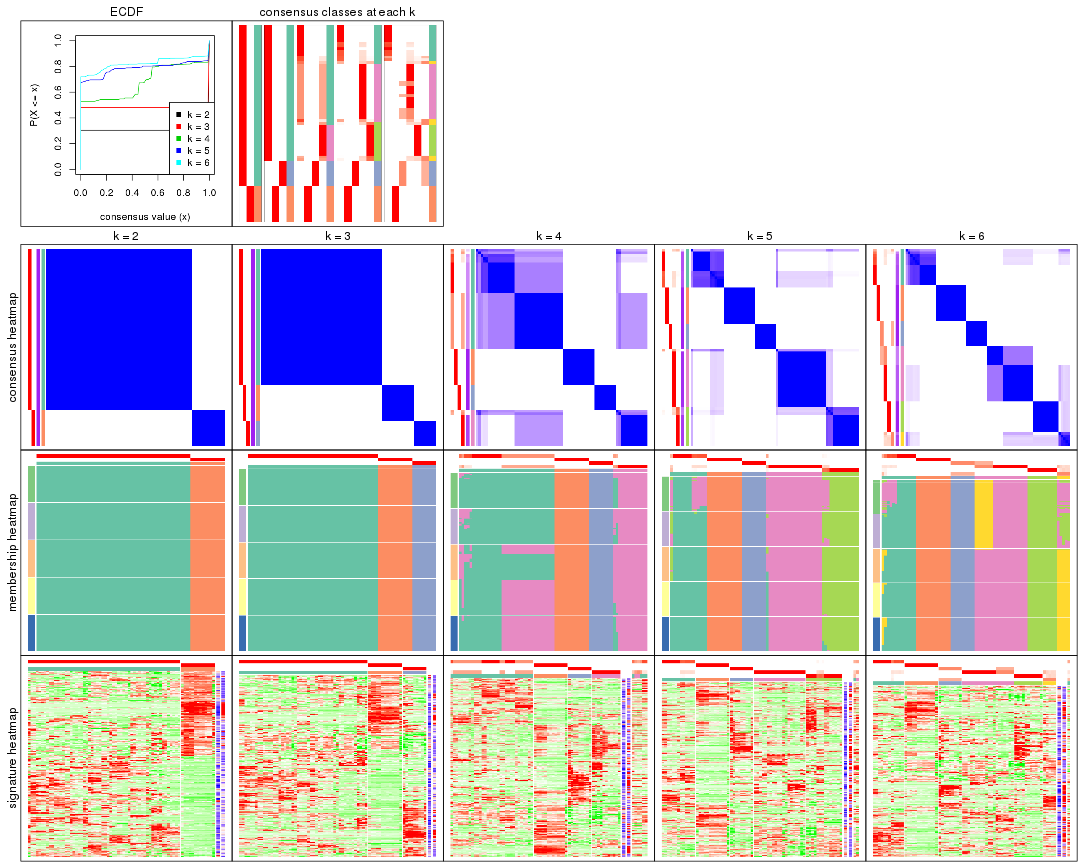 ECDF
consensus classes at each k
P(X <= x)
1.0
0.8
0.6
0.4
0.2
0.0
k = 2
k = 3
k = 4
k = 5
k = 6
0.0 0.2 0.4 0.6 0.8 1.0
consensus value (x)
k = 2
k = 3
k = 4
k = 5
k = 6
consensus heatmap
membership heatmap
signature heatmap